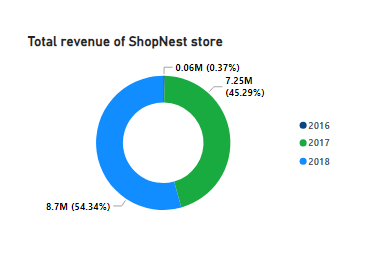 Total revenue of ShopNest store
0.06M (0.37%)
7.25M
(45.29%)
2016
2017
2018
8.7M (54.34%)